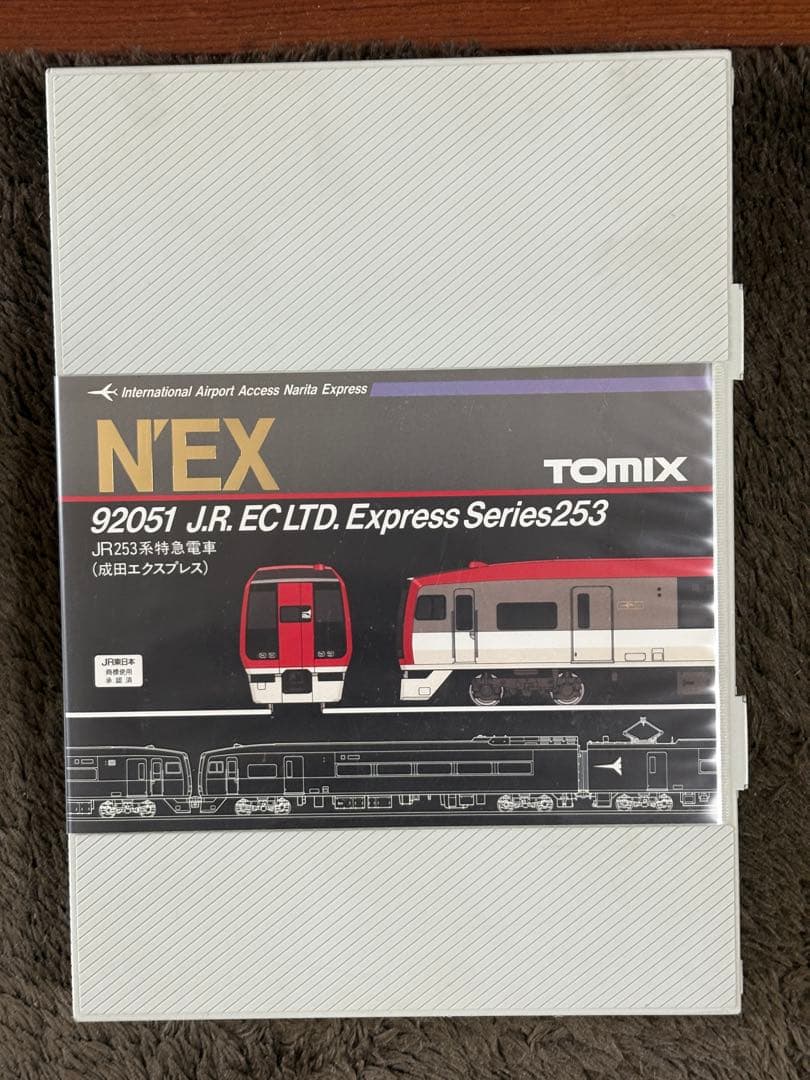 International Airport Access Narita Express
N'EX
TOMIX
92051 J.R. EC LTD. Express Series253
JR253系特急電車
(成田エクスプレス)
JR東日本
商標使用
承認済